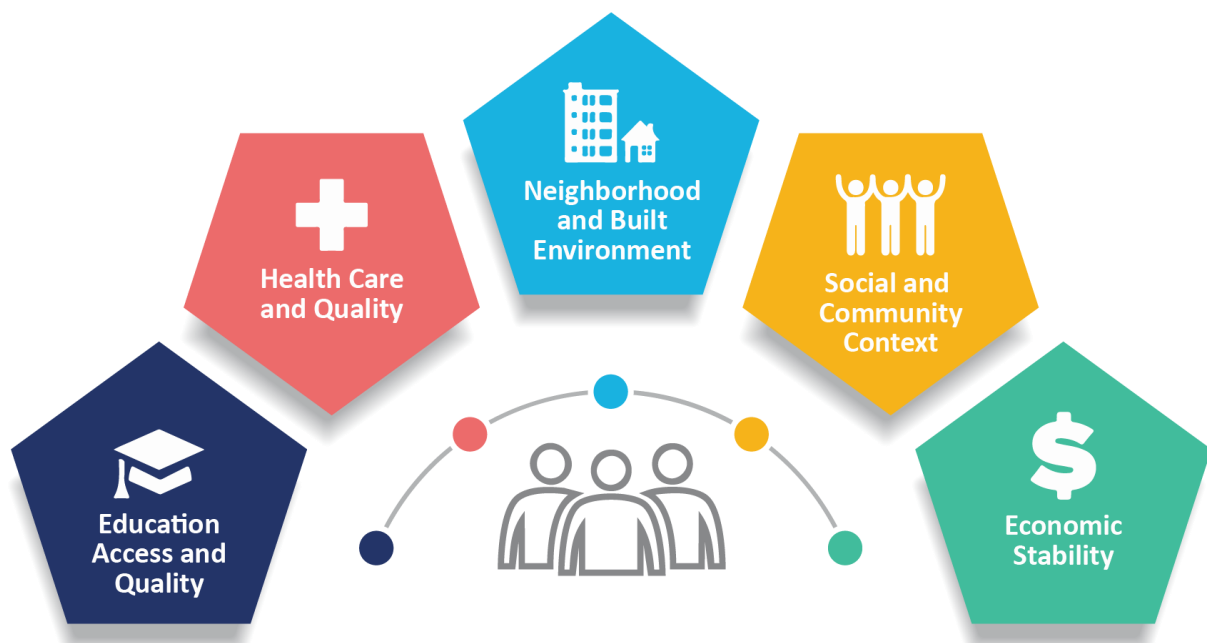 Education
Access and
Quality
Health Care
and Quality
Neighborhood
and Built
Environment
Social and
Community
Context
$
Economic
Stability